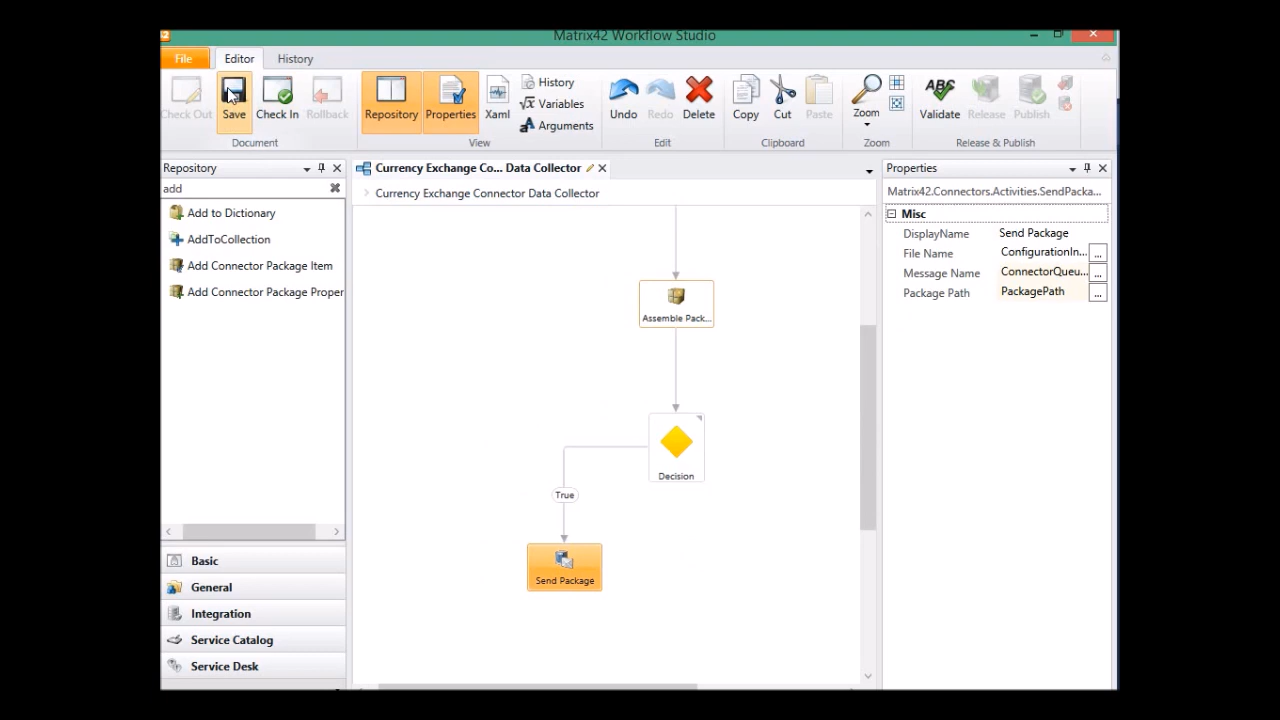 Matrix42 Workflow Studio
File Editor History
Check Out Save Check In Rollback
Document
Repository Properties Xaml
History
Variables
Arguments
View
Undo Redo Delete
Edit
Copy Cut Paste
Clipboard
Zoom
Zoom
ABC
Validate Release Publish
Release & Publish
Repository
add
Add to Dictionary
AddToCollection
Add Connector Package Item
Add Connector Package Proper
Basic
General
Integration
Service Catalog
Service Desk
Currency Exchange Co... Data Collector
Currency Exchange Connector Data Collector
Assemble Pack...
Decision
True
Send Package
Properties
Matrix42.Connectors.Activities.SendPacka...
Misc
DisplayName Send Package
File Name ConfigurationIn... ...
Message Name ConnectorQueu... ...
Package Path PackagePath ...